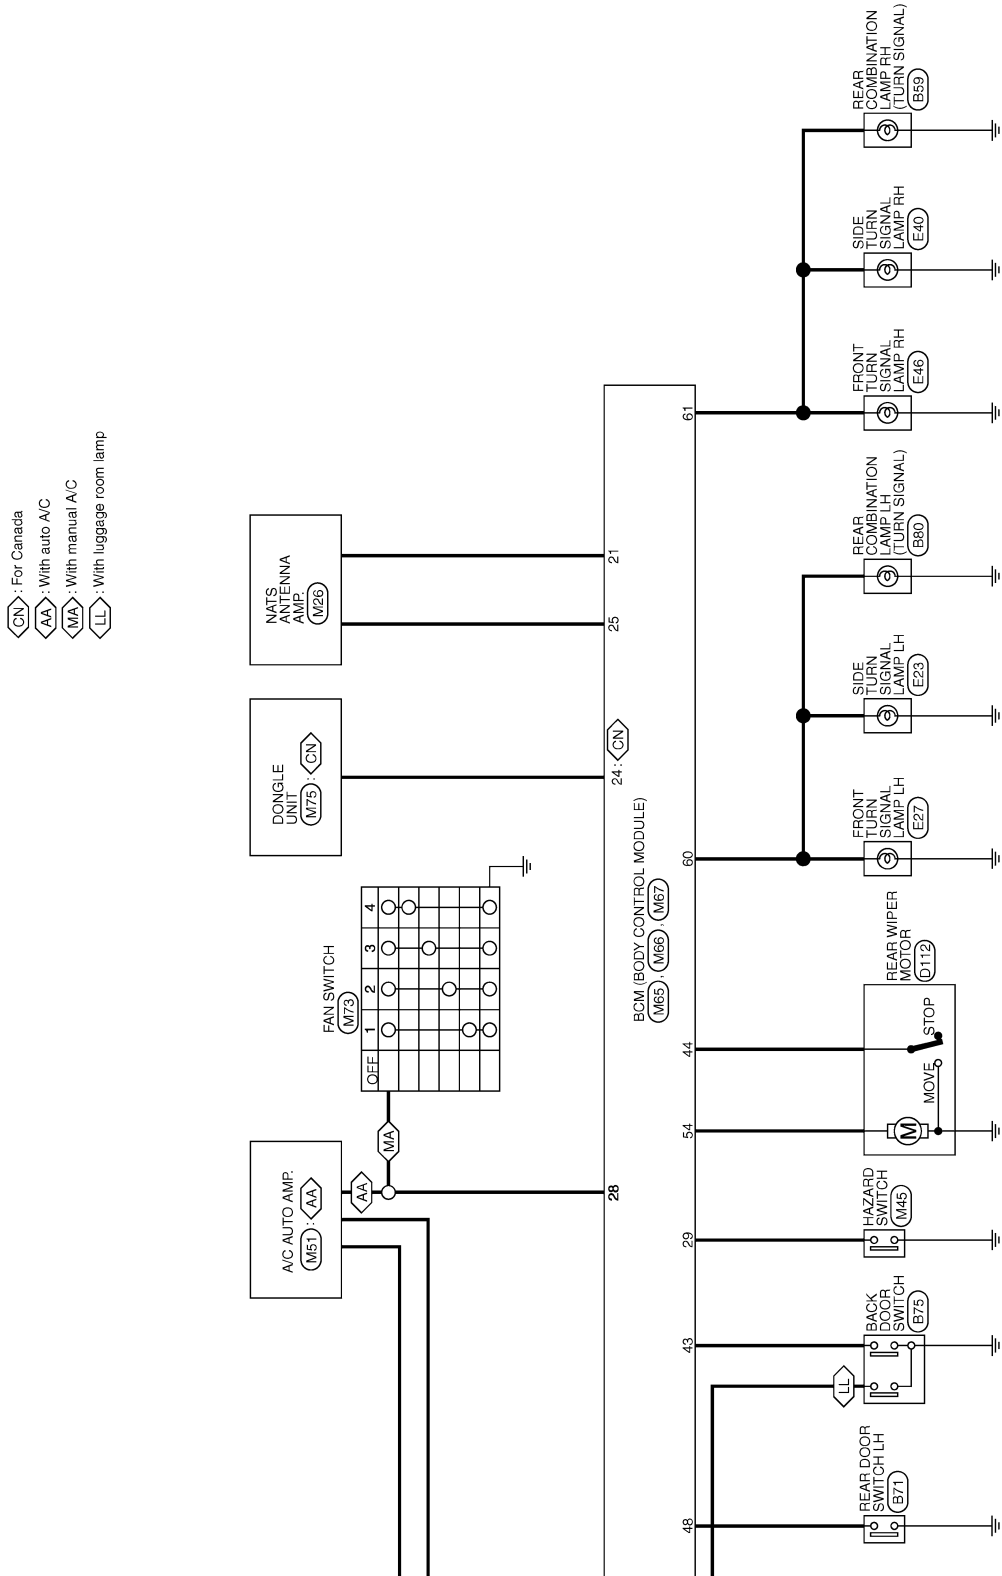 CN : For Canada
AA : With auto A/C
MA : With manual A/C
LL : With luggage room lamp
A/C AUTO AMP.
M51 : AA
AA
MA
FAN SWITCH
M73
OFF 1 2 3 4
DONGLE
UNIT
M75 : CN
NATS
ANTENNA
AMP.
M26
28
24 : CN
25
21
BCM (BODY CONTROL MODULE)
M65 , M66 , M67
48
43
29
54
44
60
61
REAR DOOR
SWITCH LH
B71
LL
BACK
DOOR
SWITCH
B75
HAZARD
SWITCH
M45
REAR WIPER
MOTOR
D112
M
MOVE
STOP
FRONT
TURN
SIGNAL
LAMP LH
E27
SIDE
TURN
SIGNAL
LAMP LH
E23
REAR
COMBINATION
LAMP LH
(TURN SIGNAL)
B80
FRONT
TURN
SIGNAL
LAMP RH
E46
SIDE
TURN
SIGNAL
LAMP RH
E40
REAR
COMBINATION
LAMP RH
(TURN SIGNAL)
B59